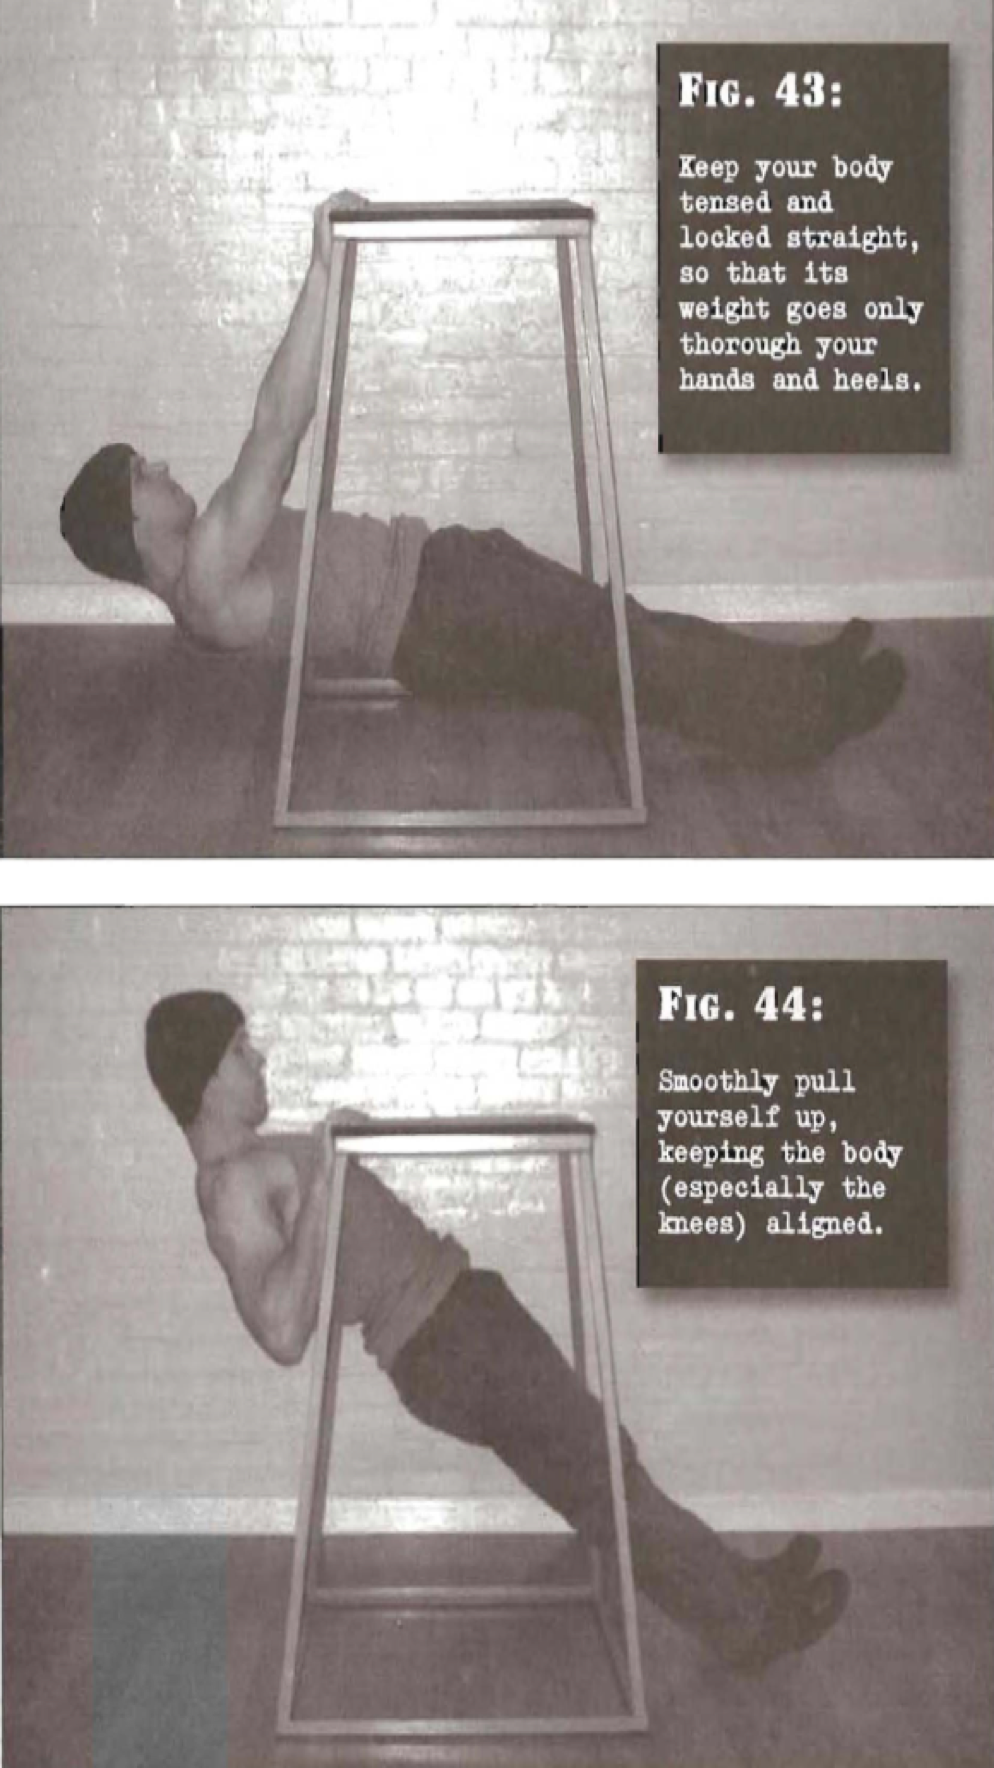 FIG. 43:
Keep your body
tensed and
locked straight,
so that its
weight goes only
thorough your
hands and heels.
FIG. 44:
Smoothly pull
yourself up,
keeping the body
(especially the
knees) aligned.